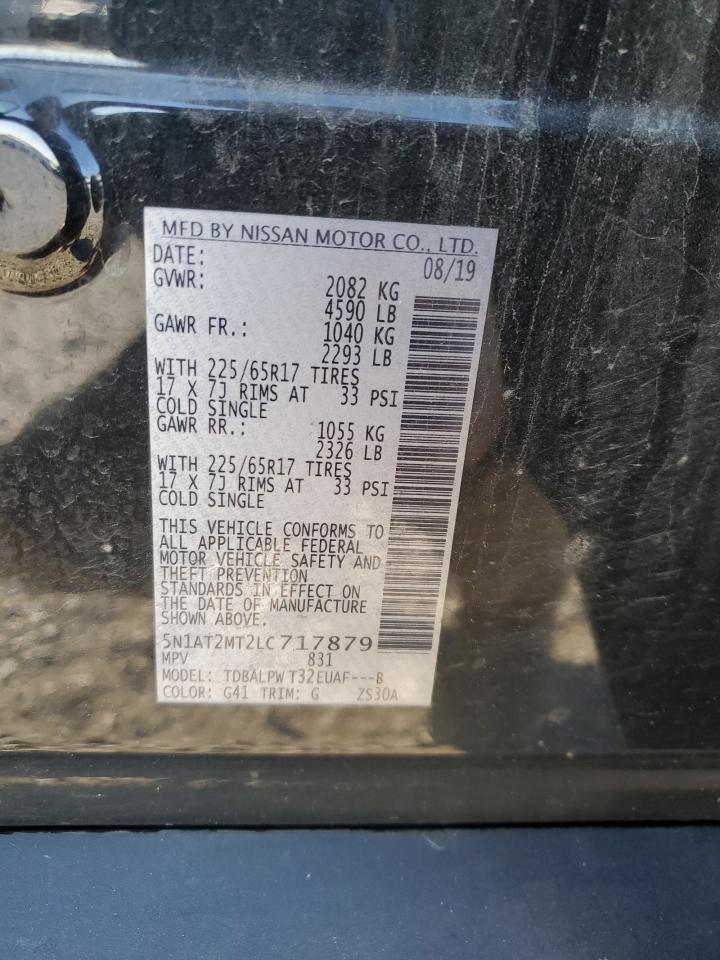 MFD BY NISSAN MOTOR CO., LTD.
DATE: 08/19
GVWR: 2082 KG
4590 LB
GAWR FR.: 1040 KG
2293 LB
WITH 225/65R17 TIRES
17 X 7J RIMS AT 33 PSI
COLD SINGLE
GAWR RR.: 1055 KG
2326 LB
WITH 225/65R17 TIRES
17 X 7J RIMS AT 33 PSI
COLD SINGLE
THIS VEHICLE CONFORMS TO
ALL APPLICABLE FEDERAL
MOTOR VEHICLE SAFETY AND
THEFT PREVENTION
STANDARDS IN EFFECT ON
THE DATE OF MANUFACTURE
SHOWN ABOVE.
5N1AT2MT2LC717879
MPV 831
MODEL: TDBALPW T32EUAF---B
COLOR: G41 TRIM: G ZS30A